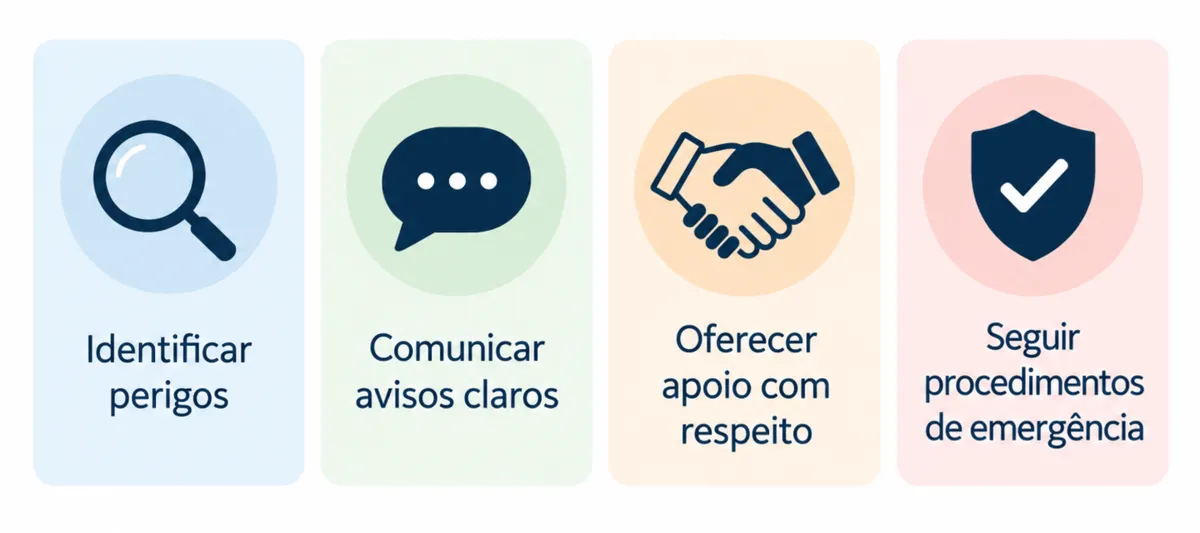 Identificar
perigos
Comunicar
avisos claros
Oferecer
apoio com
respeito
Seguir
procedimentos
de emergência